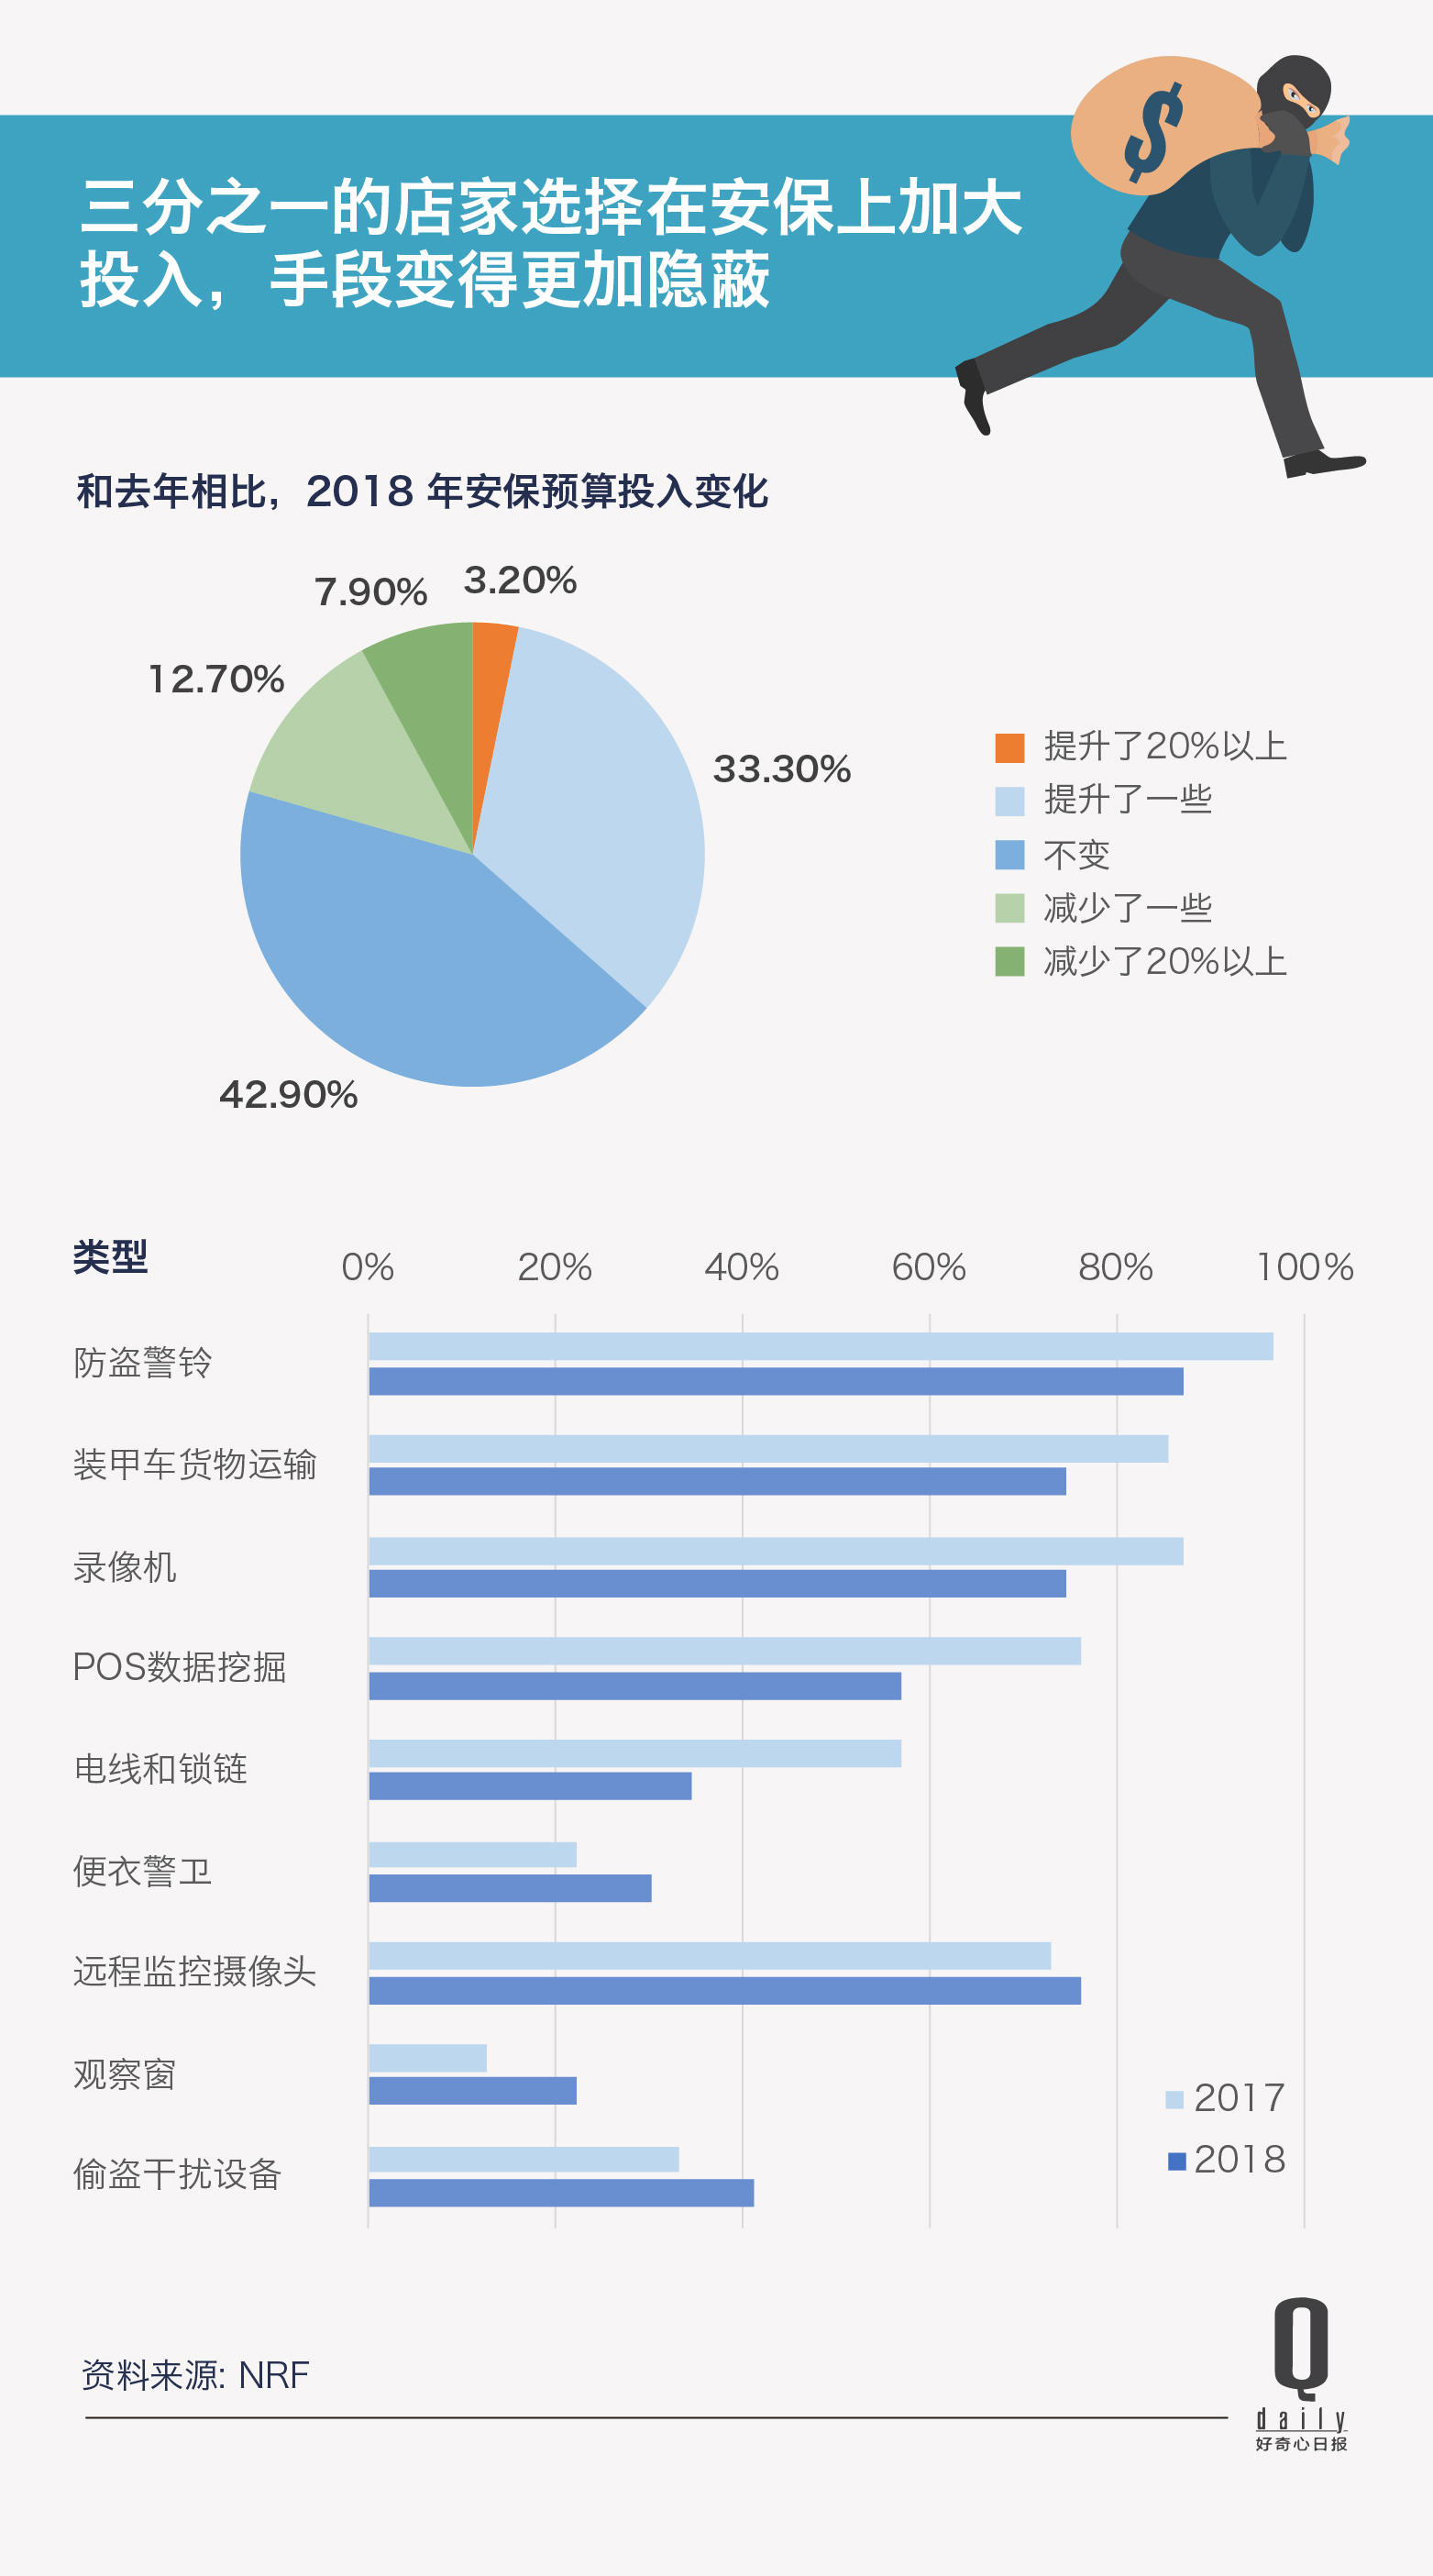 $
三分之一的店家选择在安保上加大
投入，手段变得更加隐蔽
和去年相比，2018 年安保预算投入变化
7.90%
3.20%
12.70%
33.30%
42.90%
提升了20%以上
提升了一些
不变
减少了一些
减少了20%以上
类型
0% 20% 40% 60% 80% 100%
防盗警铃
装甲车货物运输
录像机
POS数据挖掘
电线和锁链
便衣警卫
远程监控摄像头
观察窗
偷盗干扰设备
2017
2018
资料来源: NRF
Q
daily
好奇心日报